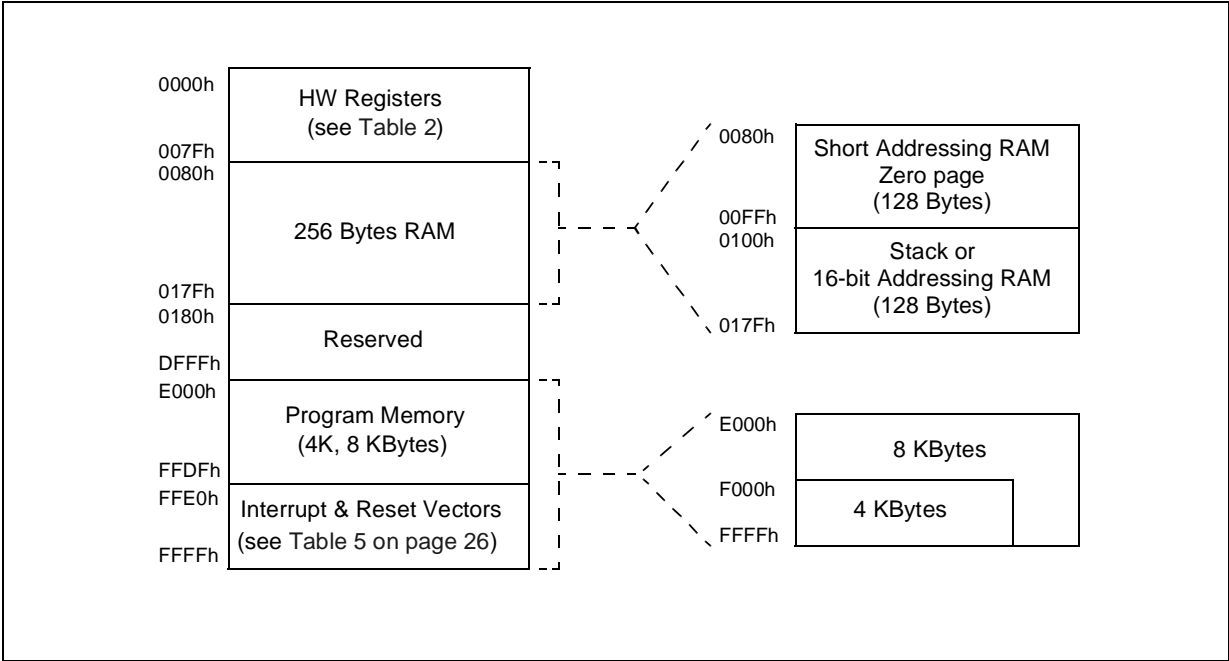 0000h
HW Registers
(see Table 2)
007Fh
0080h
256 Bytes RAM
017Fh
0180h
Reserved
DFFFh
E000h
Program Memory
(4K, 8 KBytes)
FFDFh
FFE0h
Interrupt & Reset Vectors
(see Table 5 on page 26)
FFFFh
0080h
Short Addressing RAM
Zero page
(128 Bytes)
00FFh
0100h
Stack or
16-bit Addressing RAM
(128 Bytes)
017Fh
E000h
8 KBytes
F000h
4 KBytes
FFFFh